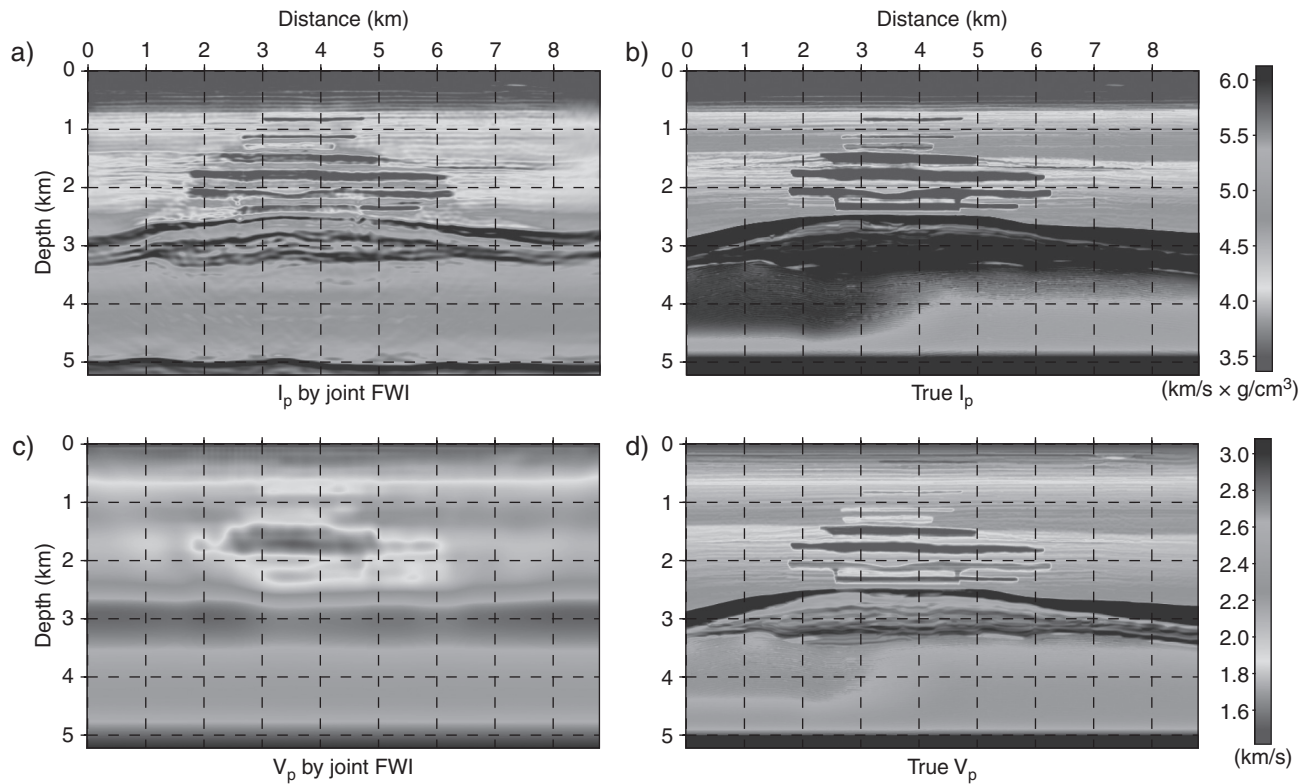 Distance (km)
Distance (km)
a)
0 1 2 3 4 5 6 7 8
b)
0 1 2 3 4 5 6 7 8
0
1
2
3
4
5
Depth (km)
0
1
2
3
4
5
6.0
5.5
5.0
4.5
4.0
3.5
I_p by joint FWI
True I_p
(km/s × g/cm³)
c)
d)
0
1
2
3
4
5
Depth (km)
0
1
2
3
4
5
3.0
2.8
2.6
2.4
2.2
2.0
1.8
1.6
V_p by joint FWI
True V_p
(km/s)